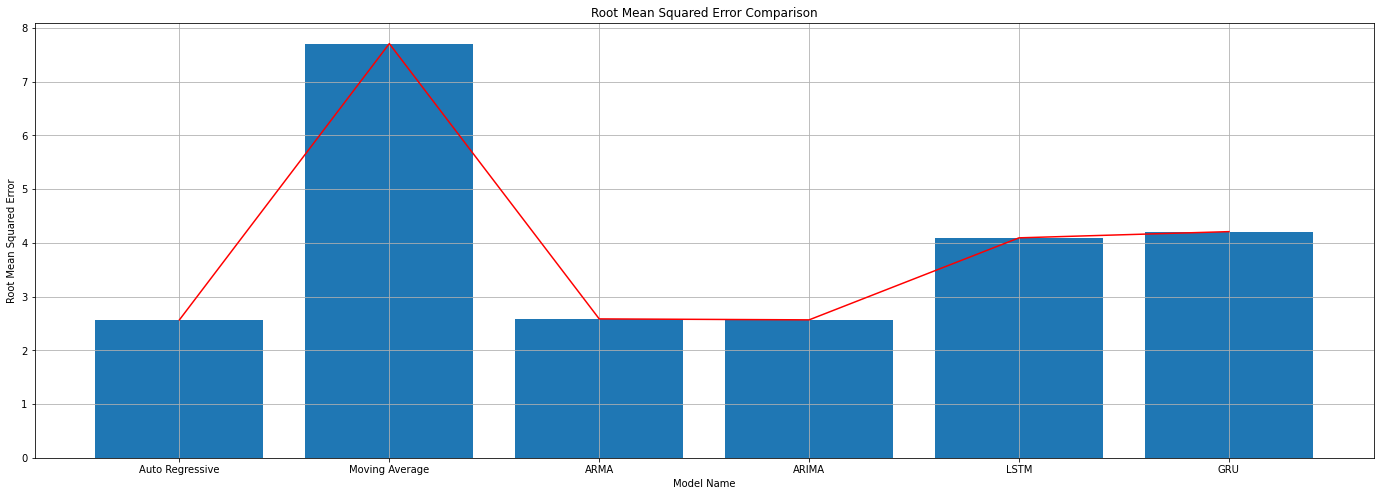 Root Mean Squared Error Comparison
8
7
6
5
4
3
2
1
0
Root Mean Squared Error
Auto Regressive
Moving Average
ARMA
ARIMA
LSTM
GRU
Model Name